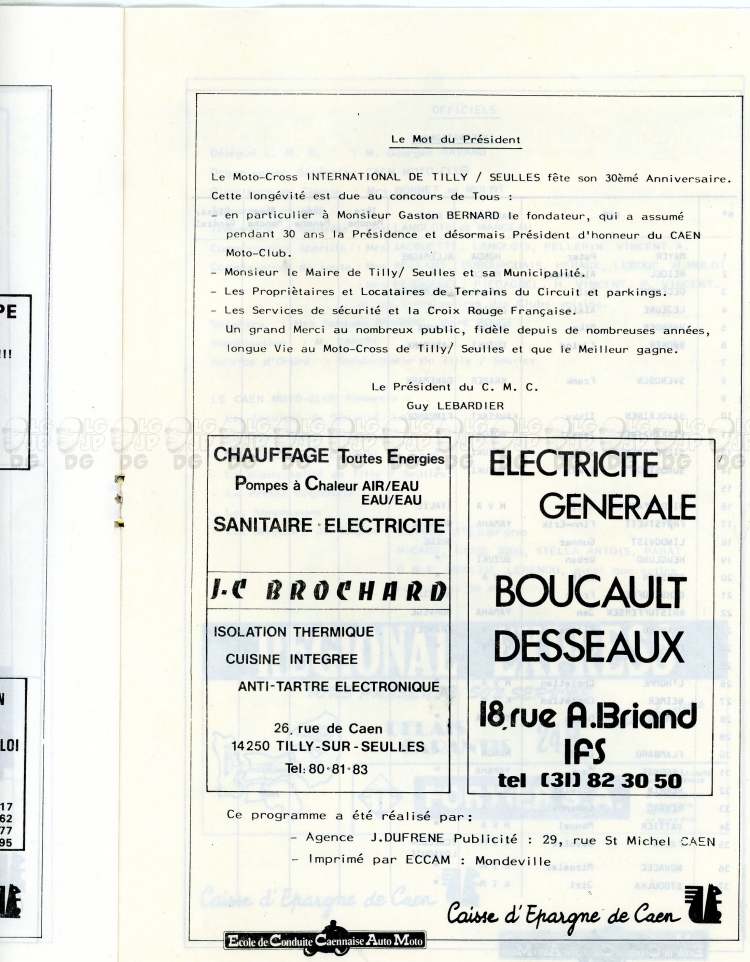 Le Mot du Président
Le Moto-Cross INTERNATIONAL DE TILLY / SEULLES fête son 30èmé Anniversaire.
Cette longévité est due au concours de Tous :
- en particulier à Monsieur Gaston BERNARD le fondateur, qui a assumé
pendant 30 ans la Présidence et désormais Président d'honneur du CAEN
Moto-Club.
- Monsieur le Maire de Tilly/ Seulles et sa Municipalité.
- Les Propriètaires et Locataires de Terrains du Circuit et parkings.
- Les Services de sécurité et la Croix Rouge Française.
Un grand Merci au nombreux public, fidèle depuis de nombreuses années,
longue Vie au Moto-Cross de Tilly/ Seulles et que le Meilleur gagne.
Le Président du C. M. C.
Guy LEBARDIER
CHAUFFAGE Toutes Energies
Pompes à Chaleur AIR/EAU
EAU/EAU
SANITAIRE · ELECTRICITE
J.C BROCHARD
ISOLATION THERMIQUE
CUISINE INTEGREE
ANTI-TARTRE ELECTRONIQUE
26, rue de Caen
14250 TILLY-SUR-SEULLES
Tel: 80·81·83
ELECTRICITE
GENERALE
BOUCAULT
DESSEAUX
18, rue A.Briand
IFS
tel (31) 82 30 50
Ce programme a été réalisé par :
- Agence J.DUFRENE Publicité : 29, rue St Michel CAEN
- Imprimé par ECCAM : Mondeville
Caisse d'Epargne de Caen
Ecole de Conduite Caennaise Auto Moto
PE
!!!
N
LOI
17
62
77
95